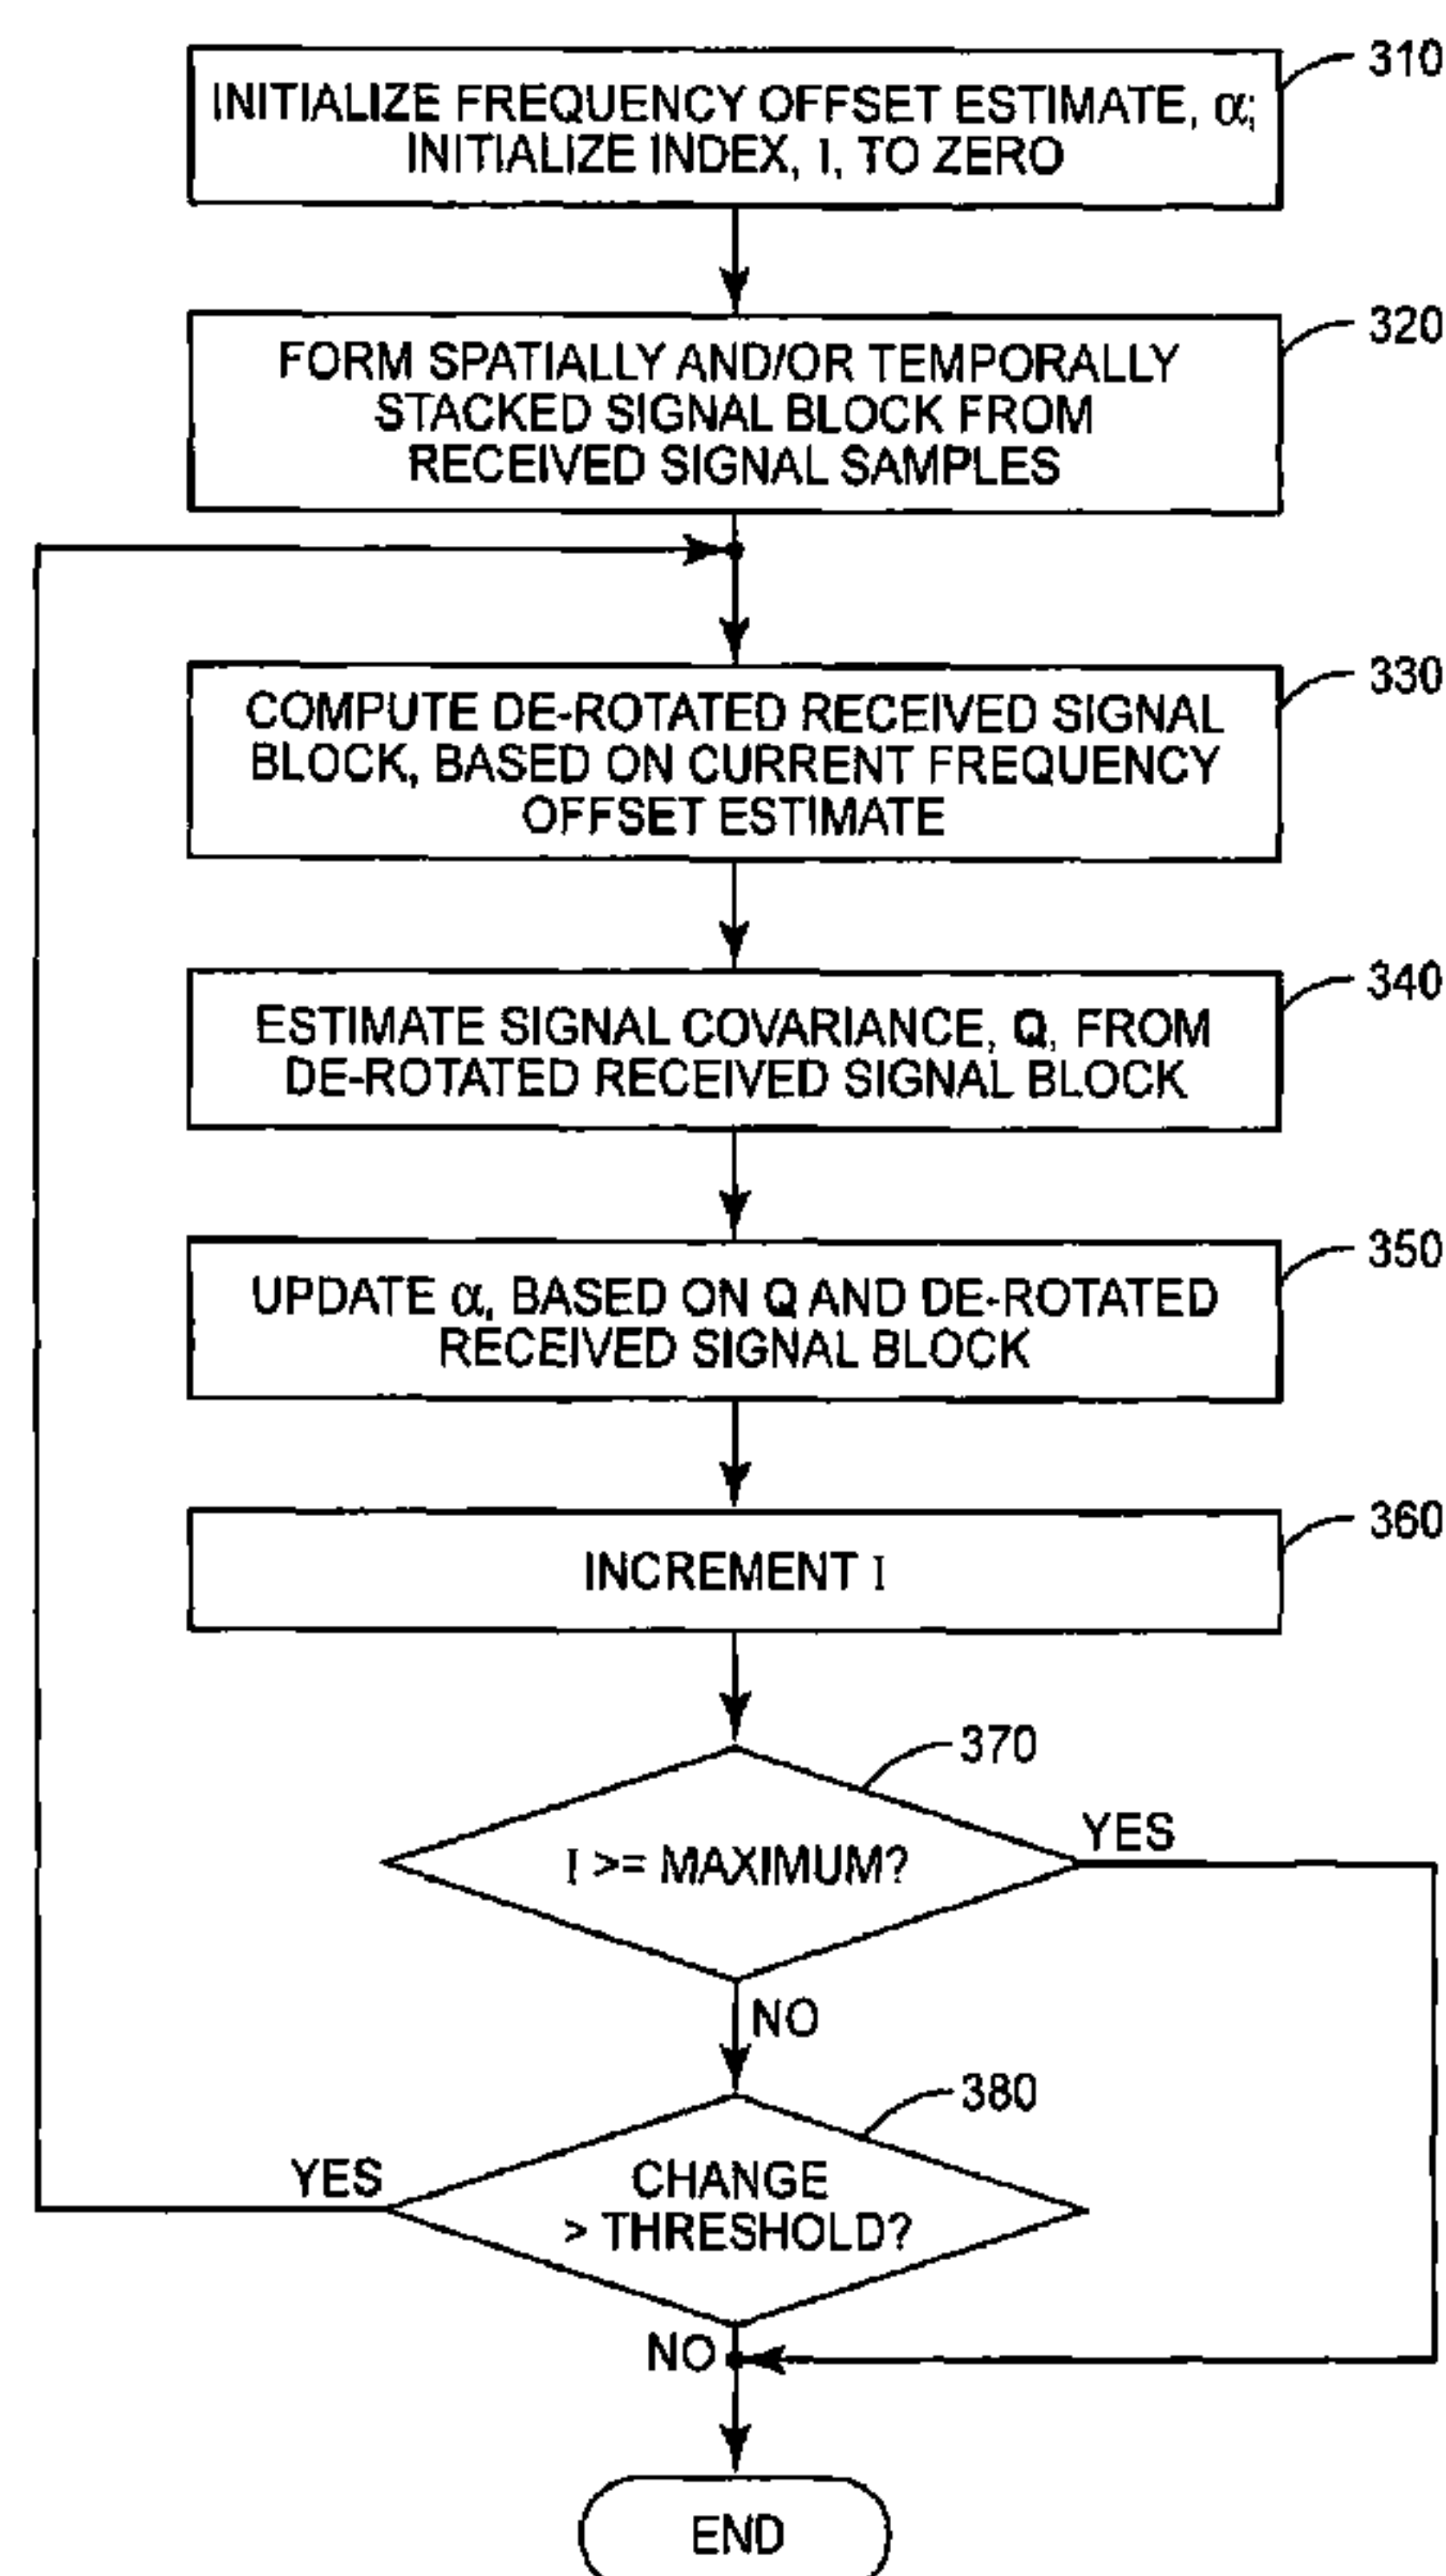 310
INITIALIZE FREQUENCY OFFSET ESTIMATE, α;
INITIALIZE INDEX, I, TO ZERO
320
FORM SPATIALLY AND/OR TEMPORALLY
STACKED SIGNAL BLOCK FROM
RECEIVED SIGNAL SAMPLES
330
COMPUTE DE-ROTATED RECEIVED SIGNAL
BLOCK, BASED ON CURRENT FREQUENCY
OFFSET ESTIMATE
340
ESTIMATE SIGNAL COVARIANCE, Q, FROM
DE-ROTATED RECEIVED SIGNAL BLOCK
350
UPDATE α, BASED ON Q AND DE-ROTATED
RECEIVED SIGNAL BLOCK
360
INCREMENT I
370
I >= MAXIMUM?
YES
NO
380
CHANGE
> THRESHOLD?
YES
NO
END